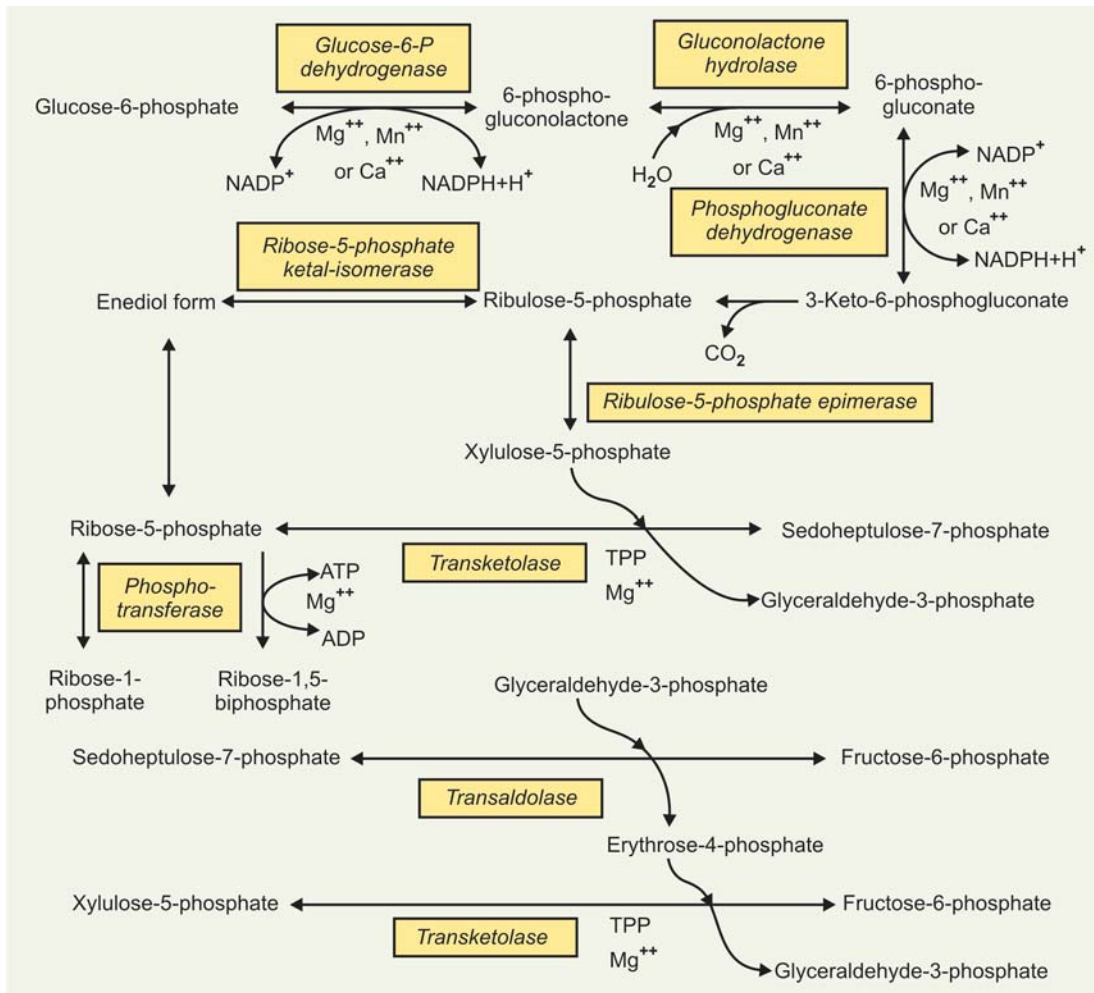 Glucose-6-P
dehydrogenase
Gluconolactone
hydrolase
Glucose-6-phosphate
6-phospho-
gluconolactone
6-phospho-
gluconate
Mg++, Mn++
or Ca++
NADP+
NADPH+H+
H2O
Mg++, Mn++
or Ca++
NADP+
Mg++, Mn++
or Ca++
NADPH+H+
Phosphogluconate
dehydrogenase
Ribose-5-phosphate
ketal-isomerase
Enediol form
Ribulose-5-phosphate
3-Keto-6-phosphogluconate
CO2
Ribulose-5-phosphate epimerase
Xylulose-5-phosphate
Ribose-5-phosphate
Sedoheptulose-7-phosphate
Transketolase
TPP
Mg++
Glyceraldehyde-3-phosphate
Phospho-
transferase
ATP
Mg++
ADP
Ribose-1-
phosphate
Ribose-1,5-
biphosphate
Glyceraldehyde-3-phosphate
Sedoheptulose-7-phosphate
Fructose-6-phosphate
Transaldolase
Erythrose-4-phosphate
Xylulose-5-phosphate
Fructose-6-phosphate
Transketolase
TPP
Mg++
Glyceraldehyde-3-phosphate